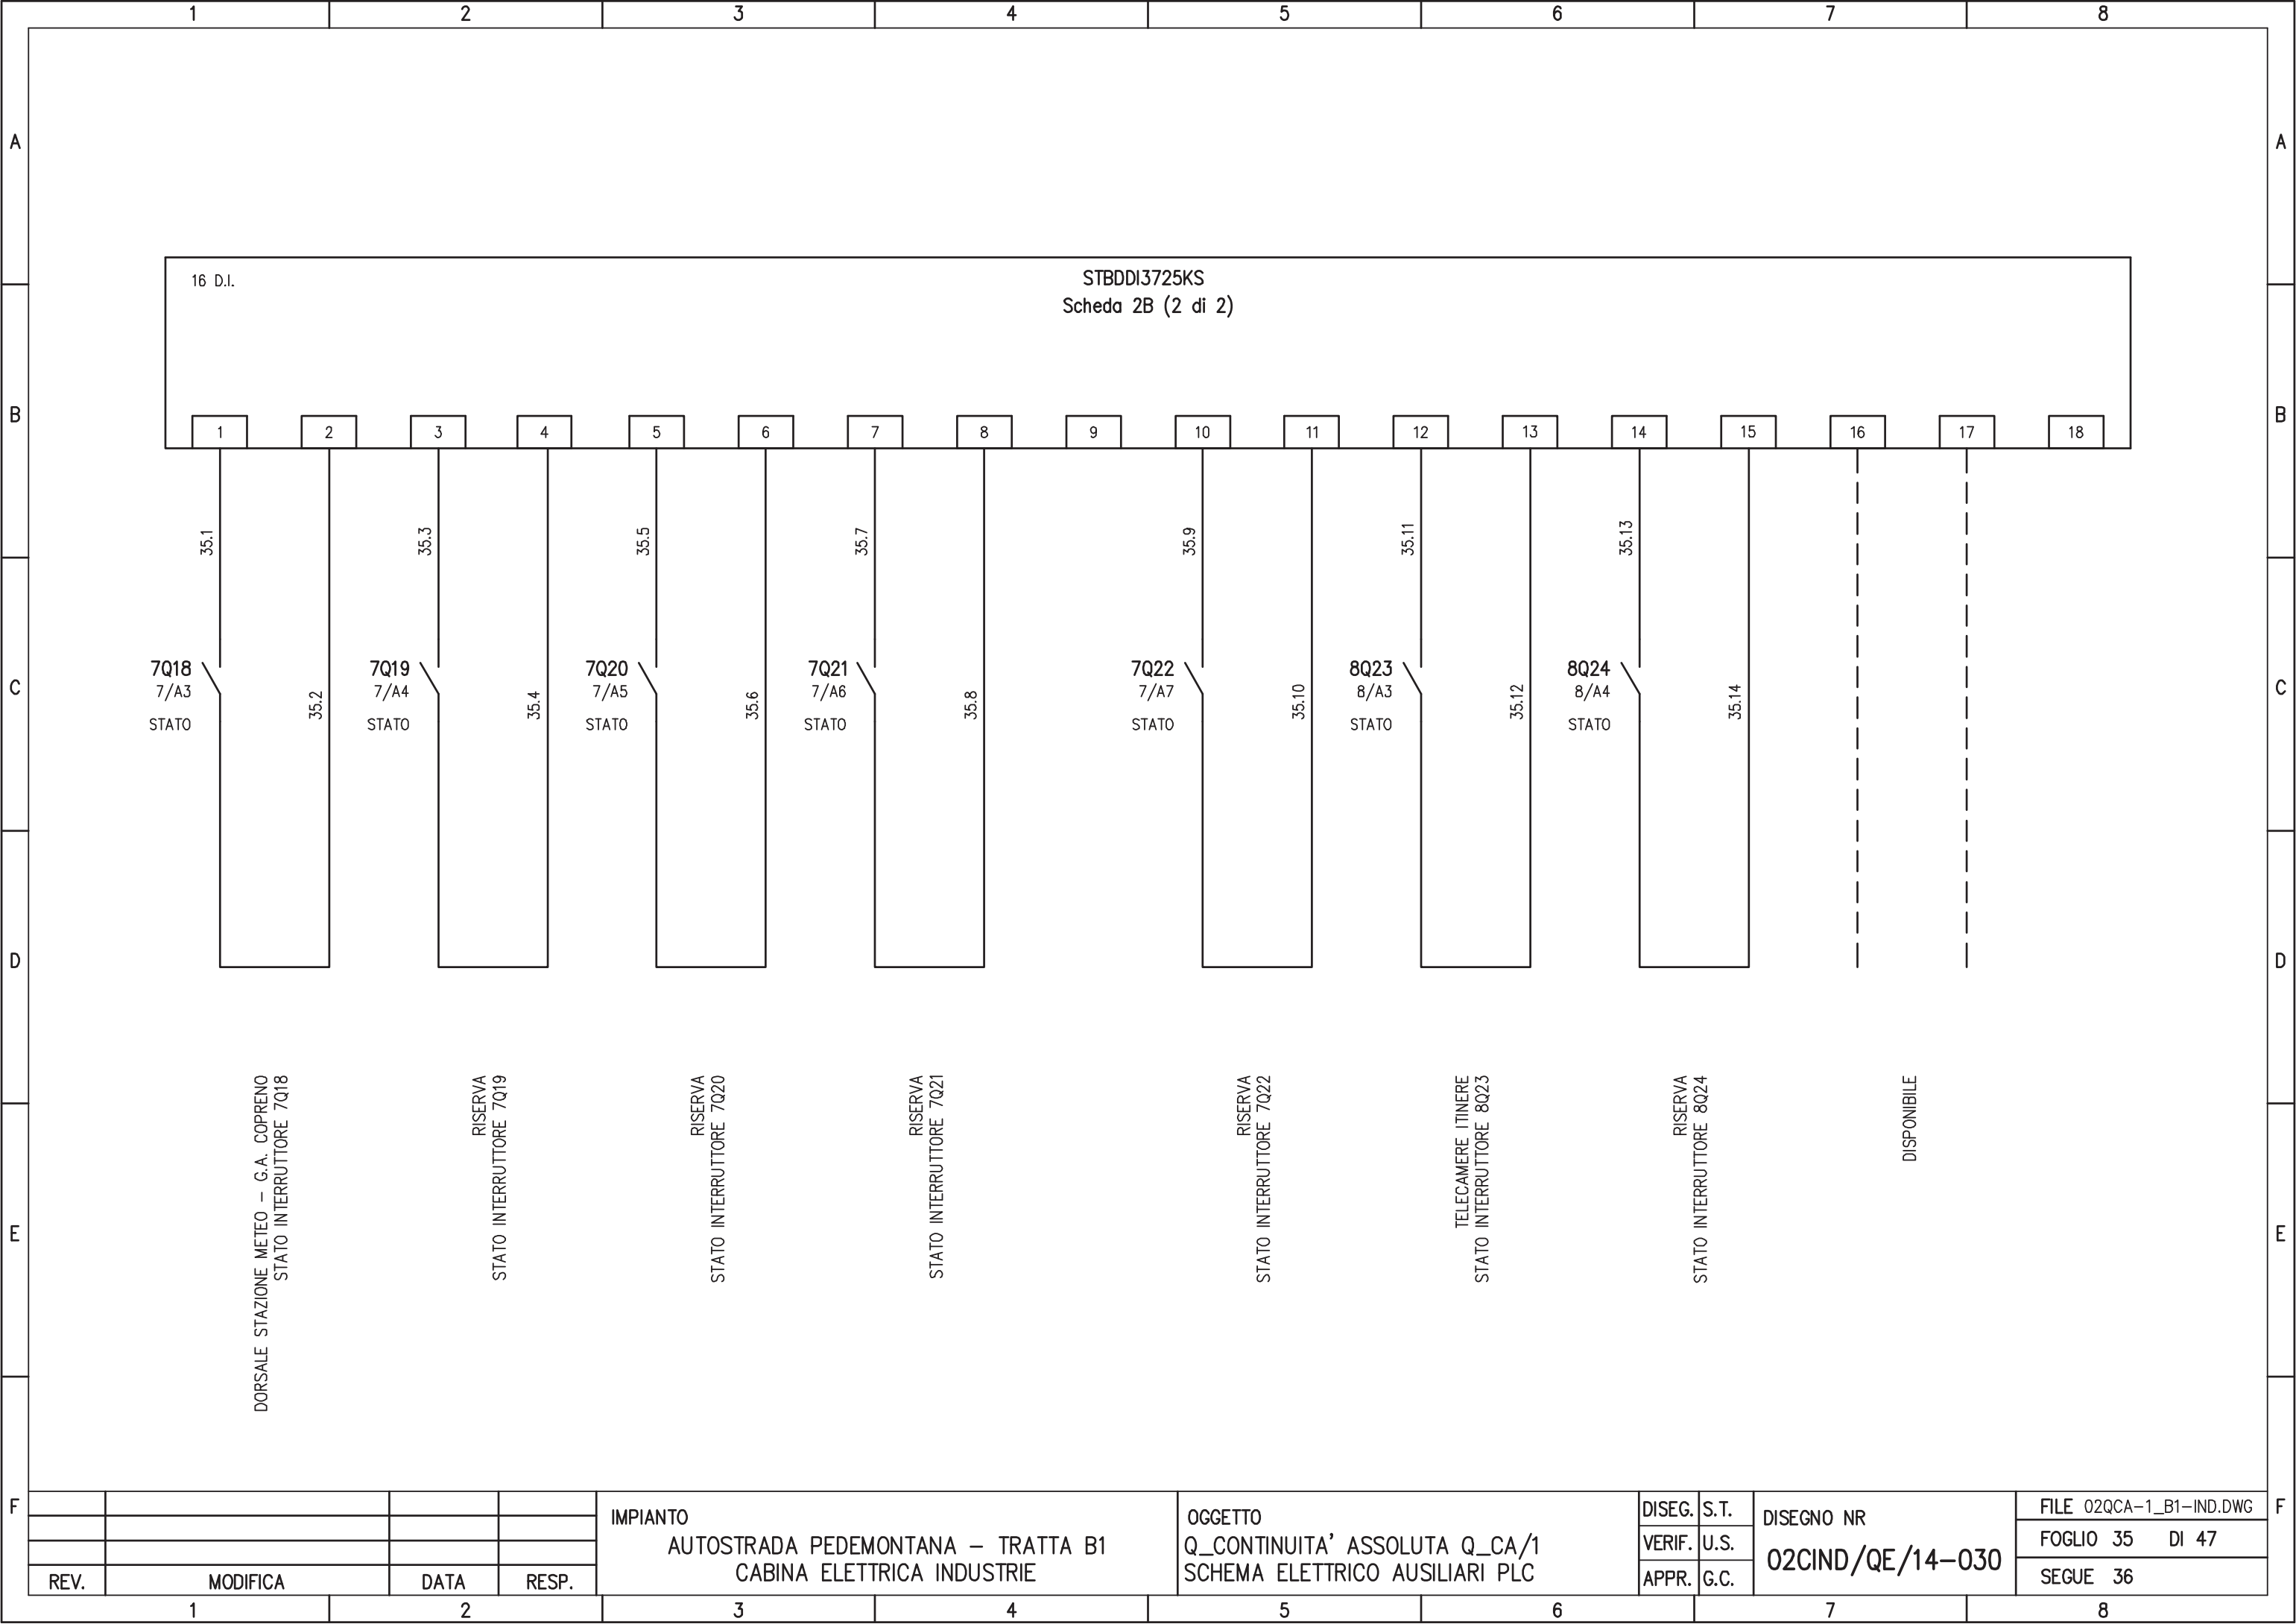 1 2 3 4 5 6 7 8
A A
16 D.I.
STBDDI3725KS
Scheda 2B (2 di 2)
B B
1 2 3 4 5 6 7 8 9 10 11 12 13 14 15 16 17 18
35.1 35.3 35.5 35.7 35.9 35.11 35.13
C C
7Q18 7Q19 7Q20 7Q21 7Q22 8Q23 8Q24
7/A3 7/A4 7/A5 7/A6 7/A7 8/A3 8/A4
STATO STATO STATO STATO STATO STATO STATO
35.2 35.4 35.6 35.8 35.10 35.12 35.14
D D
DORSALE STAZIONE METEO – G.A. COPRENO
STATO INTERRUTTORE 7Q18
RISERVA
STATO INTERRUTTORE 7Q19
RISERVA
STATO INTERRUTTORE 7Q20
RISERVA
STATO INTERRUTTORE 7Q21
RISERVA
STATO INTERRUTTORE 7Q22
TELECAMERE ITINERE
STATO INTERRUTTORE 8Q23
RISERVA
STATO INTERRUTTORE 8Q24
DISPONIBILE
E E
F F
REV. MODIFICA DATA RESP.
IMPIANTO
AUTOSTRADA PEDEMONTANA – TRATTA B1
CABINA ELETTRICA INDUSTRIE
OGGETTO
Q_CONTINUITA' ASSOLUTA Q_CA/1
SCHEMA ELETTRICO AUSILIARI PLC
DISEG. S.T.
VERIF. U.S.
APPR. G.C.
DISEGNO NR
02CIND/QE/14-030
FILE 02QCA-1_B1-IND.DWG
FOGLIO 35 DI 47
SEGUE 36
1 2 3 4 5 6 7 8